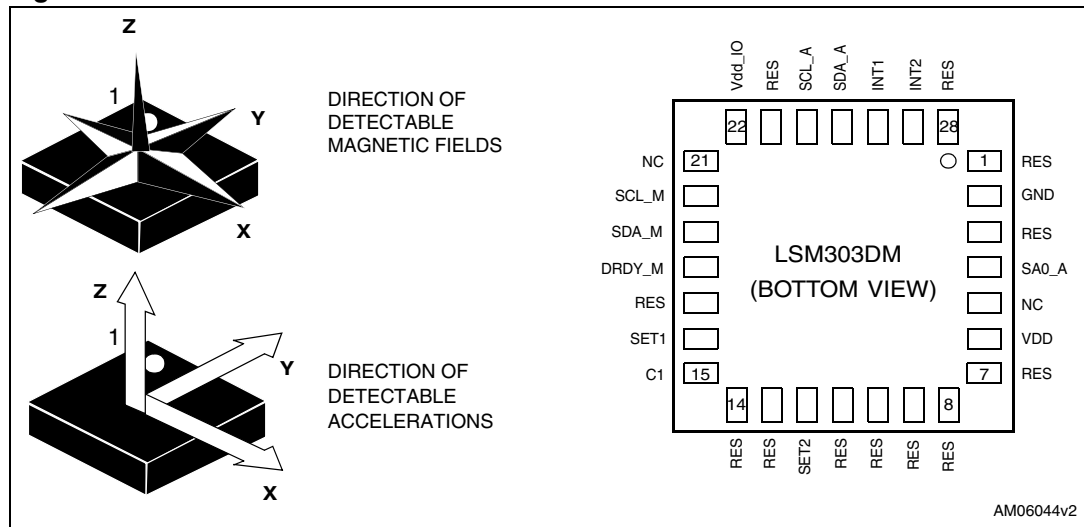 Z
1
Y
X
DIRECTION OF
DETECTABLE
MAGNETIC FIELDS
Z
1
Y
X
DIRECTION OF
DETECTABLE
ACCELERATIONS
Vdd_IO
RES
SCL_A
SDA_A
INT1
INT2
RES
22
28
NC
21
1
RES
SCL_M
GND
SDA_M
RES
DRDY_M
SA0_A
RES
NC
SET1
VDD
C1
15
7
RES
LSM303DM
(BOTTOM VIEW)
14
8
RES
RES
SET2
RES
RES
RES
RES
AM06044v2